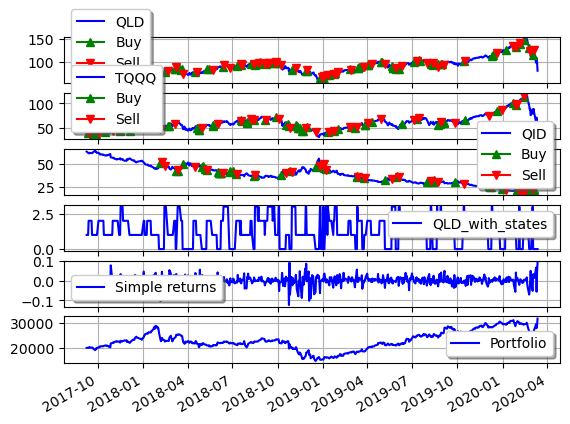 QLD
Buy
Sell
150
100
TQQQ
Buy
Sell
100
50
QID
Buy
Sell
50
25
QLD_with_states
2.5
0.0
Simple returns
0.1
0.0
−0.1
Portfolio
30000
20000
2017-10
2018-01
2018-04
2018-07
2018-10
2019-01
2019-04
2019-07
2019-10
2020-01
2020-04